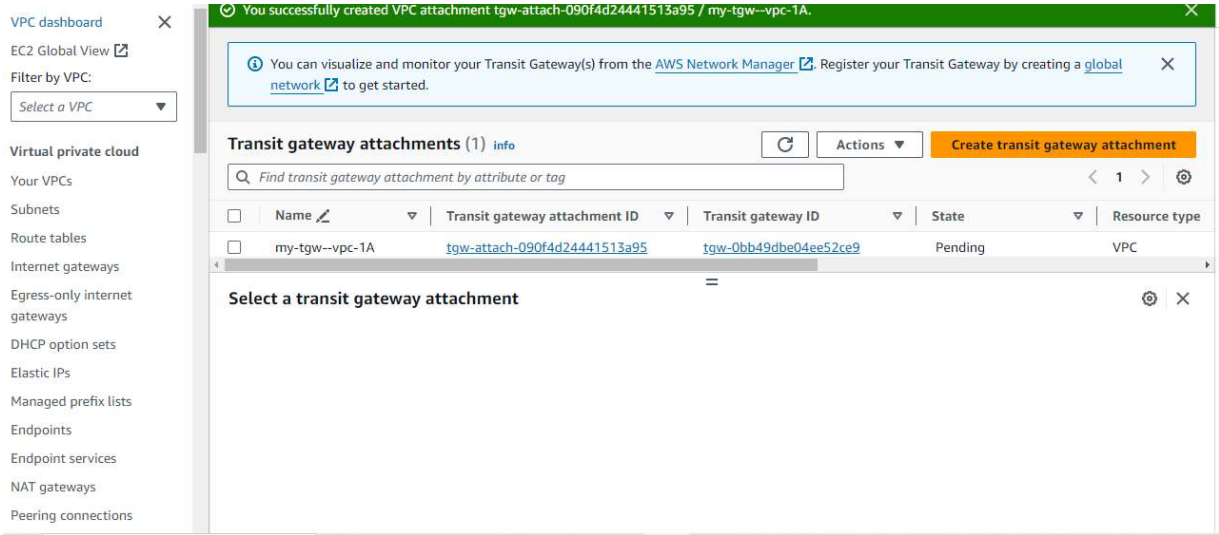 VPC dashboard
EC2 Global View
Filter by VPC:
Select a VPC
Virtual private cloud
Your VPCs
Subnets
Route tables
Internet gateways
Egress-only internet
gateways
DHCP option sets
Elastic IPs
Managed prefix lists
Endpoints
Endpoint services
NAT gateways
Peering connections
You successfully created VPC attachment tgw-attach-090f4d24441513a95 / my-tgw--vpc-1A.
You can visualize and monitor your Transit Gateway(s) from the AWS Network Manager. Register your Transit Gateway by creating a global
network to get started.
Transit gateway attachments (1) info
Actions
Create transit gateway attachment
Find transit gateway attachment by attribute or tag
1
Name Transit gateway attachment ID Transit gateway ID State Resource type
my-tgw--vpc-1A tgw-attach-090f4d24441513a95 tgw-0bb49dbe04ee52ce9 Pending VPC
Select a transit gateway attachment